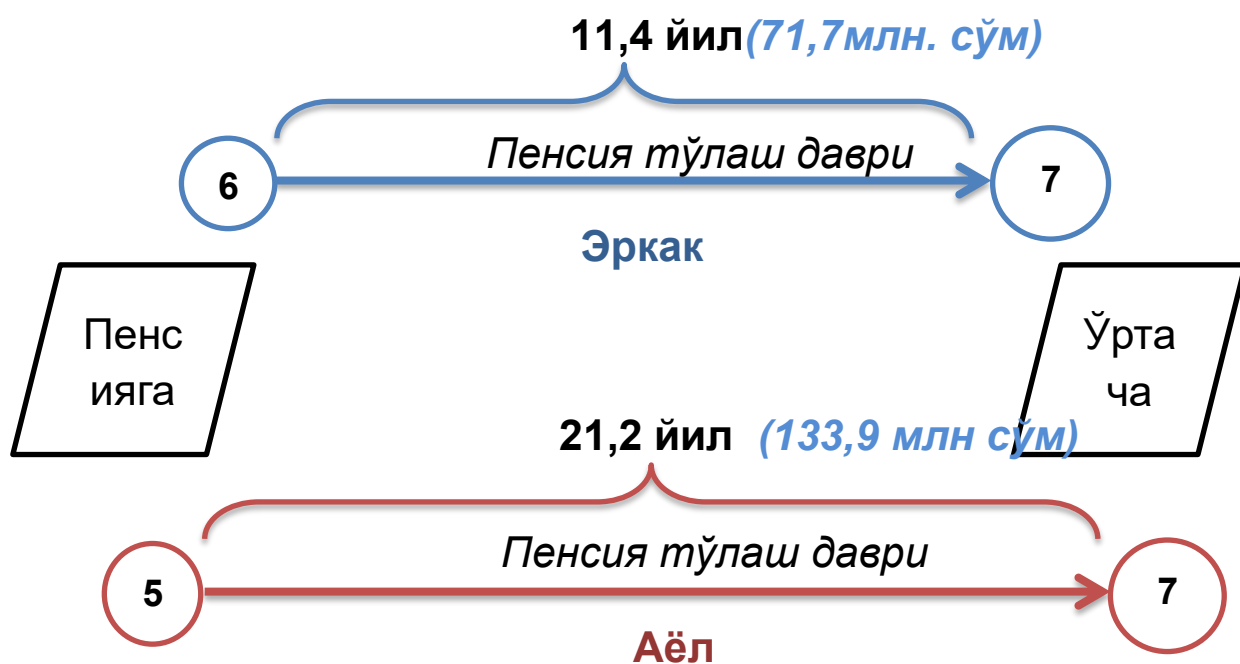 11,4 йил(71,7млн. сўм)
Пенсия тўлаш даври
6
7
Эркак
Пенс
ияга
Ўрта
ча
21,2 йил (133,9 млн сўм)
Пенсия тўлаш даври
5
7
Аёл